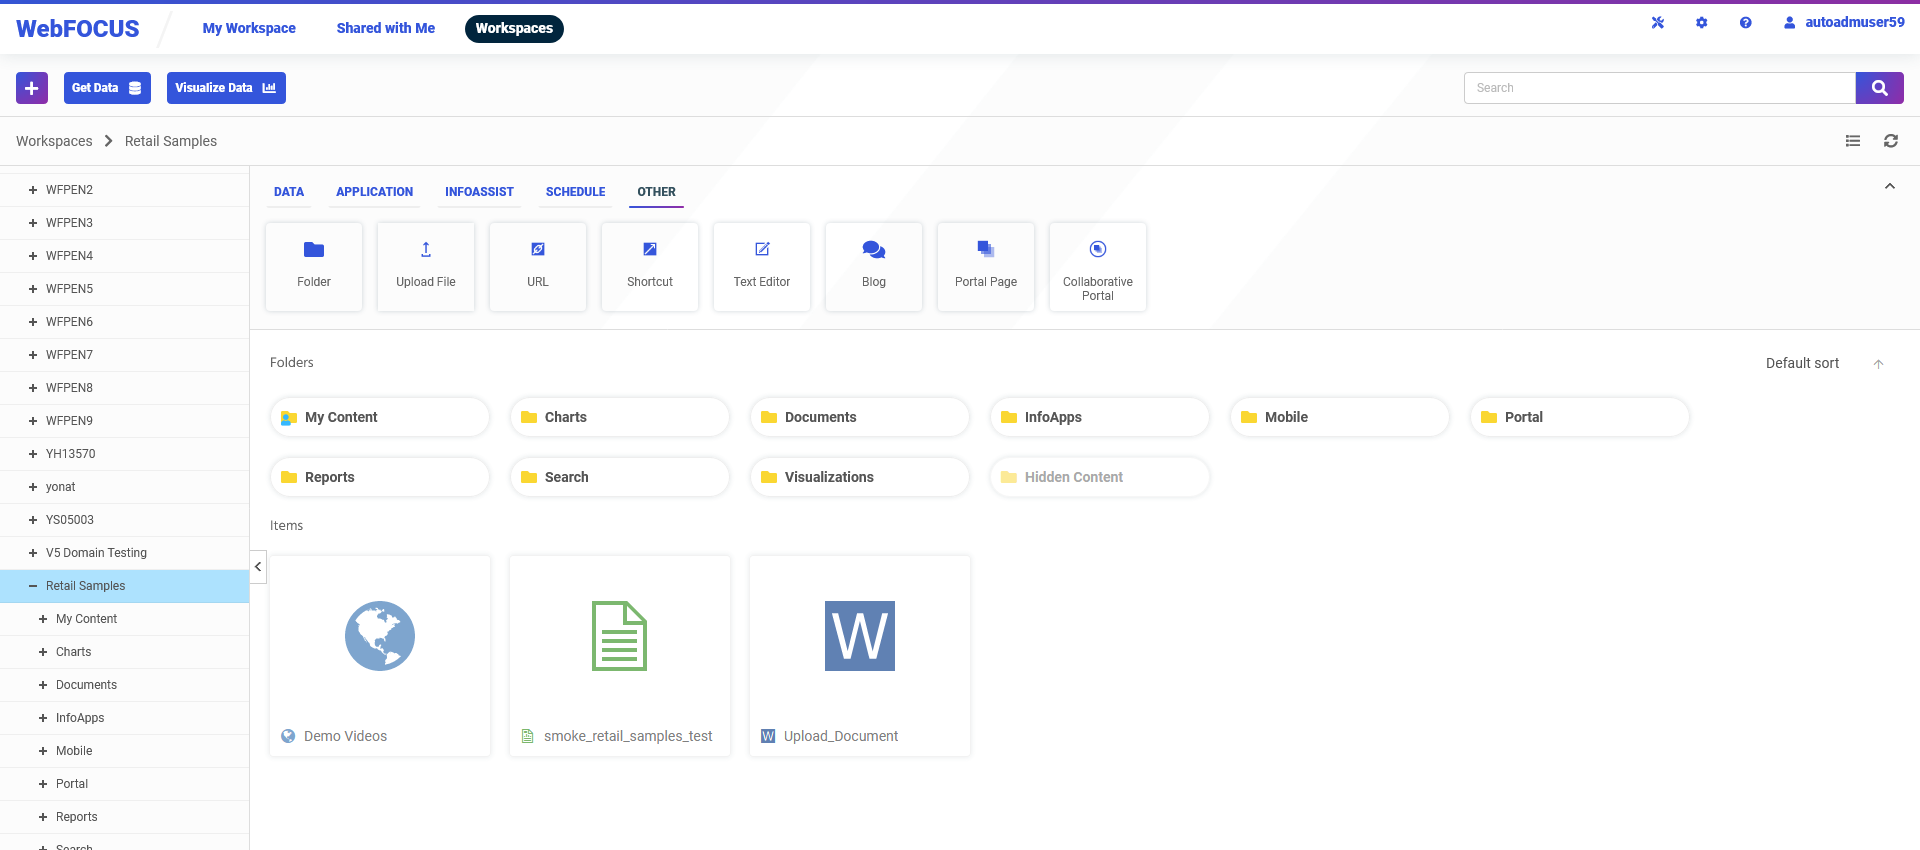 WebFOCUS
My Workspace
Shared with Me
Workspaces
autoadmuser59
Get Data
Visualize Data
Search
Workspaces
Retail Samples
WFPEN2
WFPEN3
WFPEN4
WFPEN5
WFPEN6
WFPEN7
WFPEN8
WFPEN9
YH13570
yonat
YS05003
V5 Domain Testing
Retail Samples
My Content
Charts
Documents
InfoApps
Mobile
Portal
Reports
Search
DATA
APPLICATION
INFOASSIST
SCHEDULE
OTHER
Folder
Upload File
URL
Shortcut
Text Editor
Blog
Portal Page
Collaborative
Portal
Folders
Default sort
My Content
Charts
Documents
InfoApps
Mobile
Portal
Reports
Search
Visualizations
Hidden Content
Items
W
Demo Videos
smoke_retail_samples_test
W
Upload_Document